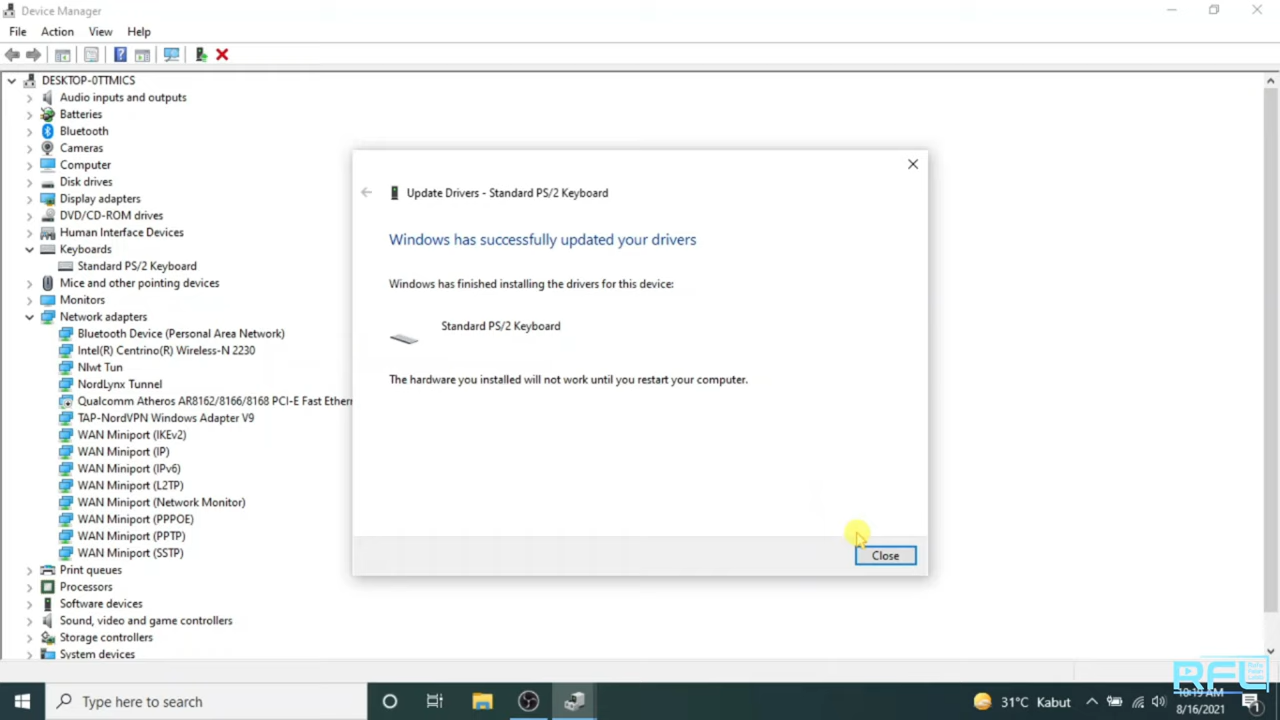 Device Manager
File Action View Help
DESKTOP-0TTMICS
Audio inputs and outputs
Batteries
Bluetooth
Cameras
Computer
Disk drives
Display adapters
DVD/CD-ROM drives
Human Interface Devices
Keyboards
Standard PS/2 Keyboard
Mice and other pointing devices
Monitors
Network adapters
Bluetooth Device (Personal Area Network)
Intel(R) Centrino(R) Wireless-N 2230
NIwt Tun
NordLynx Tunnel
Qualcomm Atheros AR8162/8166/8168 PCI-E Fast Ethern
TAP-NordVPN Windows Adapter V9
WAN Miniport (IKEv2)
WAN Miniport (IP)
WAN Miniport (IPv6)
WAN Miniport (L2TP)
WAN Miniport (Network Monitor)
WAN Miniport (PPPOE)
WAN Miniport (PPTP)
WAN Miniport (SSTP)
Print queues
Processors
Software devices
Sound, video and game controllers
Storage controllers
System devices
Update Drivers - Standard PS/2 Keyboard
Windows has successfully updated your drivers
Windows has finished installing the drivers for this device:
Standard PS/2 Keyboard
The hardware you installed will not work until you restart your computer.
Close
RFL
Type here to search
31°C Kabut
10:19 AM
8/16/2021
1